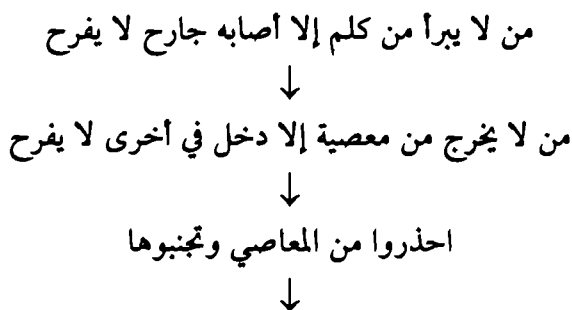 من لا يبرأ من كلم إلا أصابه جارح لا يفرح
↓
من لا يخرج من معصية إلا دخل في أخرى لا يفرح
↓
احذروا من المعاصي وتجنبوها
↓